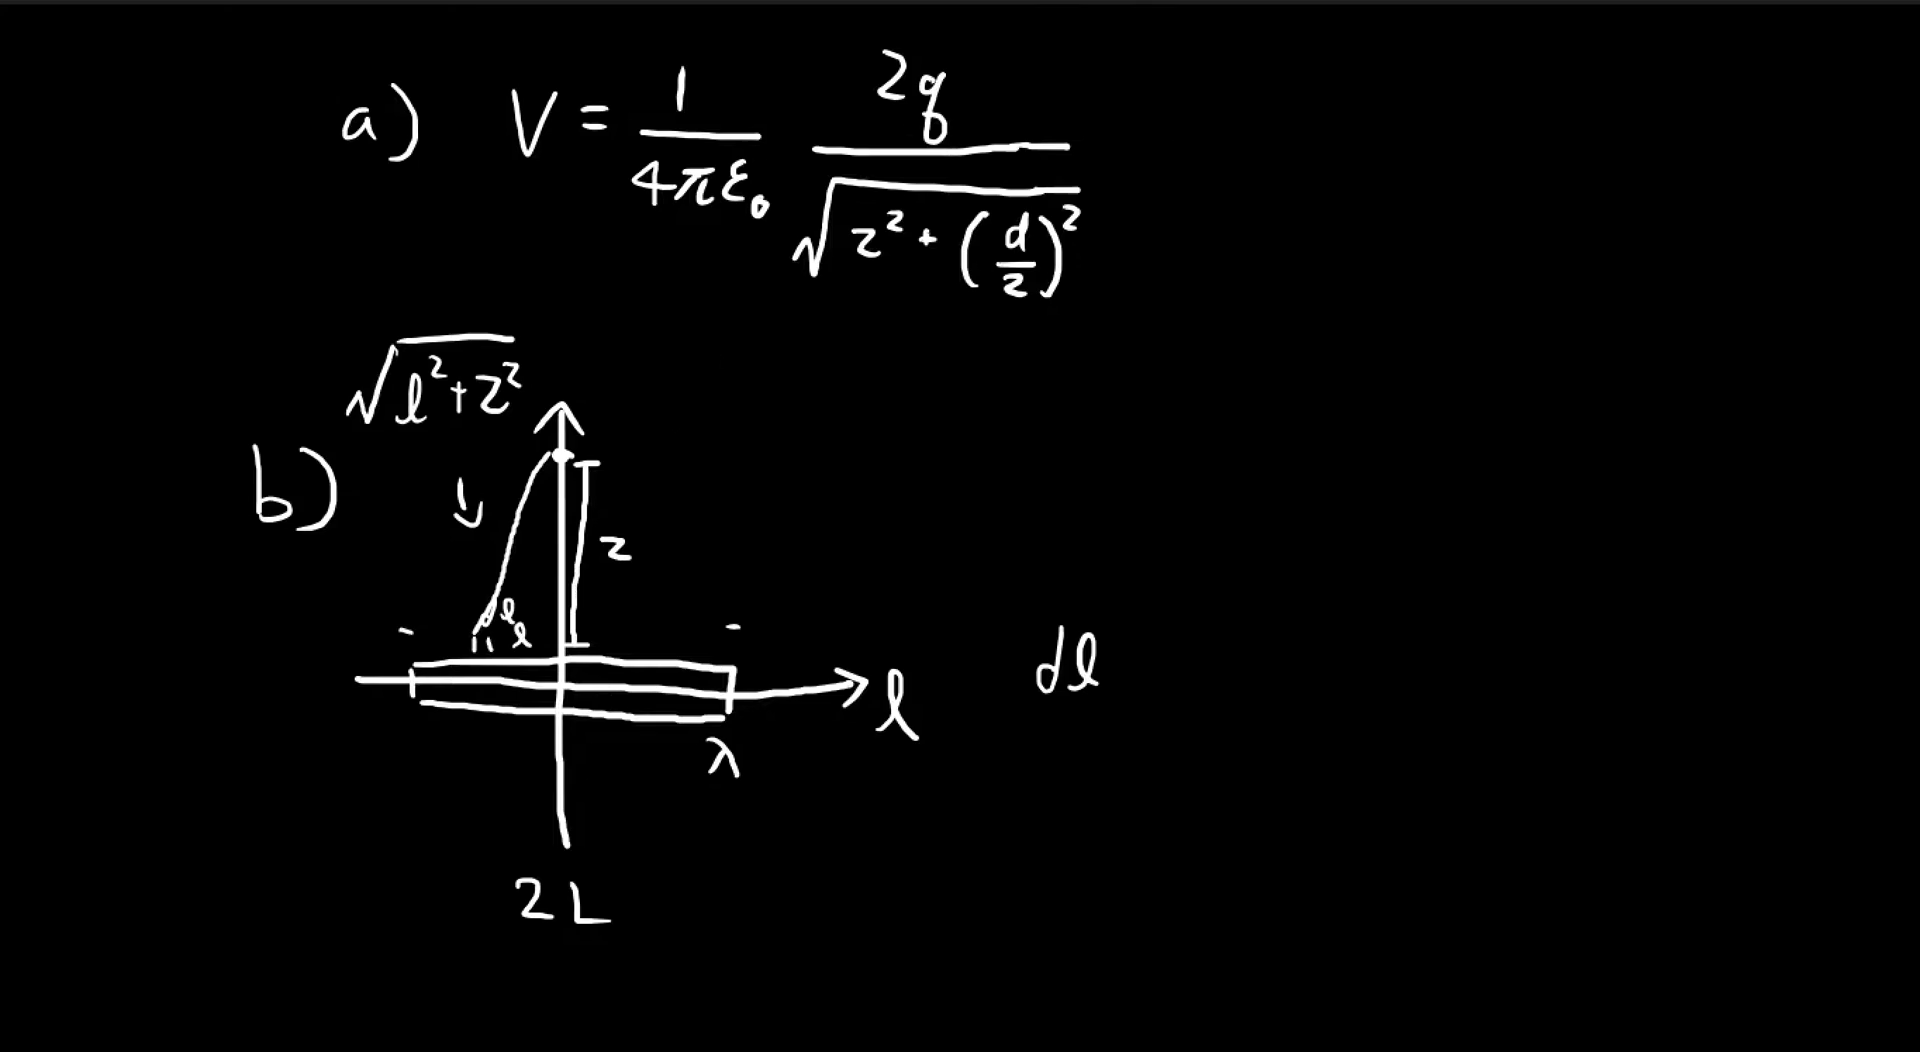 a) V = 1/(4πε₀) 2q/√(z² + (d/2)²)
√(l² + z²)
b)
z
l
l
dl
l
λ
2L